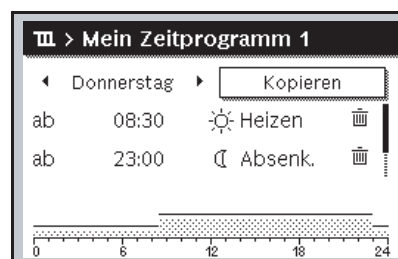 > Mein Zeitprogramm 1
Donnerstag Kopieren
ab 08:30 Heizen
ab 23:00 Absenk.
0 6 12 18 24